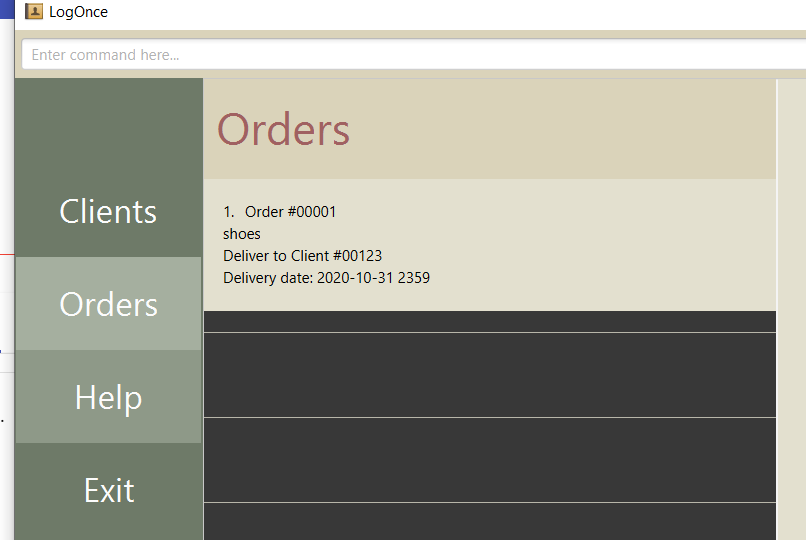 LogOnce
Enter command here...
Clients
Orders
Help
Exit
Orders
1. Order #00001
shoes
Deliver to Client #00123
Delivery date: 2020-10-31 2359